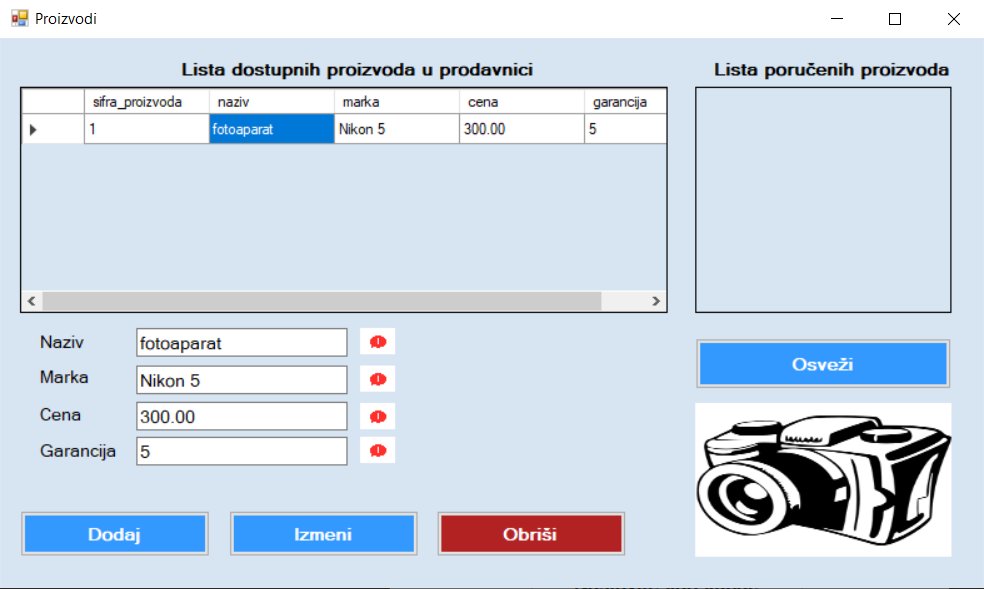 Proizvodi
Lista dostupnih proizvoda u prodavnici
Lista poručenih proizvoda
sifra_proizvoda naziv marka cena garancija
1 fotoaparat Nikon 5 300.00 5
Naziv fotoaparat
Marka Nikon 5
Cena 300.00
Garancija 5
Osveži
Dodaj Izmeni Obriši